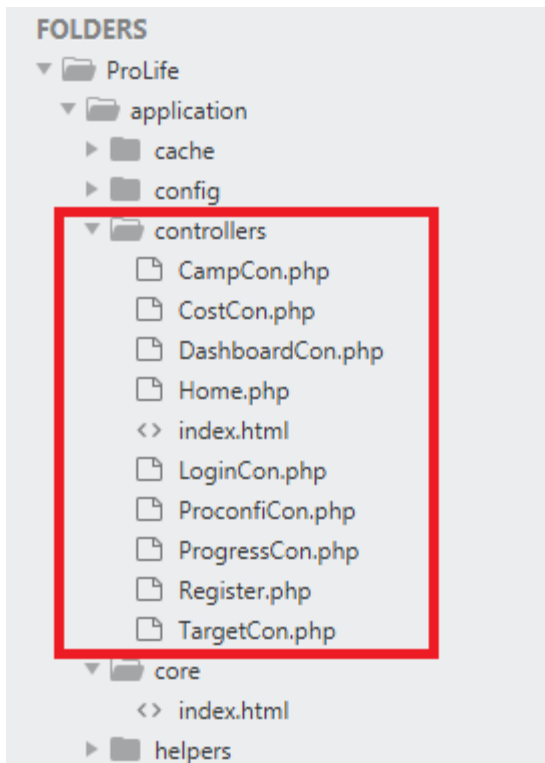 FOLDERS
ProLife
application
cache
config
controllers
CampCon.php
CostCon.php
DashboardCon.php
Home.php
<> index.html
LoginCon.php
ProconfiCon.php
ProgressCon.php
Register.php
TargetCon.php
core
<> index.html
helpers